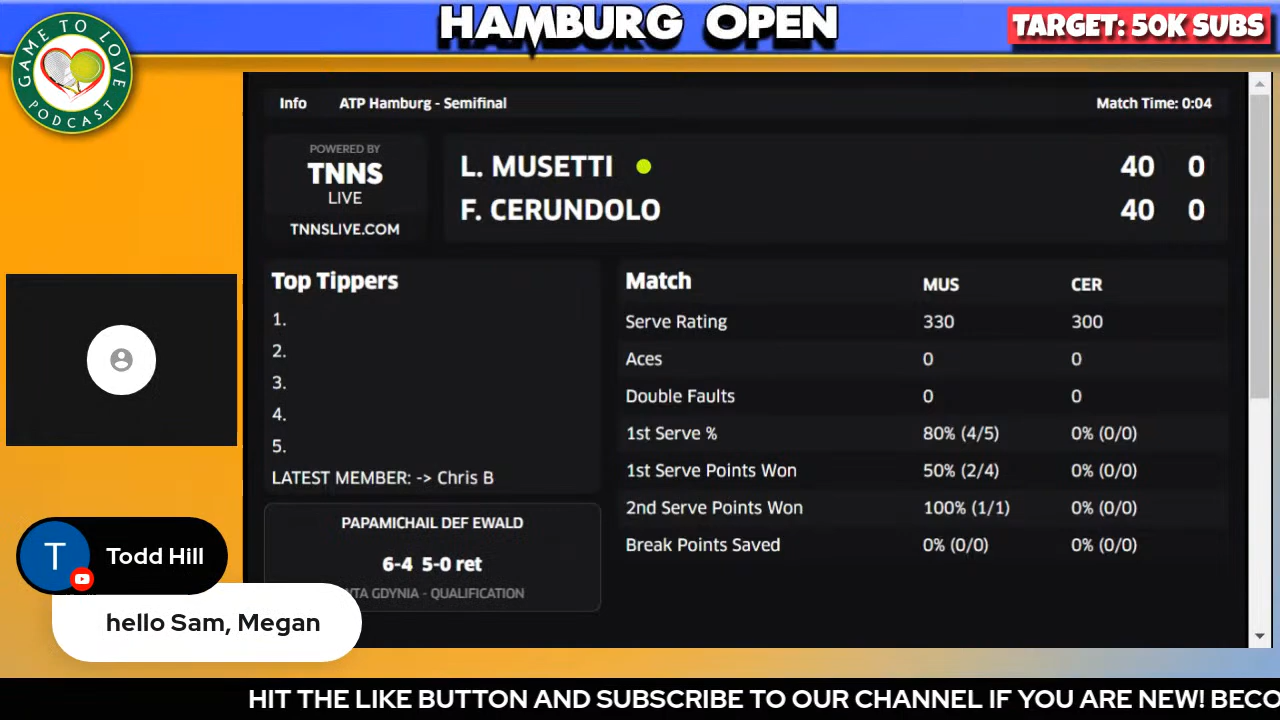 HAMBURG OPEN
TARGET: 50K SUBS
GAME TO LOVE
PODCAST
Info
ATP Hamburg - Semifinal
Match Time: 0:04
POWERED BY
TNNS
LIVE
TNNSLIVE.COM
L. MUSETTI 40 0
F. CERUNDOLO 40 0
Top Tippers
1.
2.
3.
4.
5.
LATEST MEMBER: -> Chris B
Match MUS CER
Serve Rating 330 300
Aces 0 0
Double Faults 0 0
1st Serve % 80% (4/5) 0% (0/0)
1st Serve Points Won 50% (2/4) 0% (0/0)
2nd Serve Points Won 100% (1/1) 0% (0/0)
Break Points Saved 0% (0/0) 0% (0/0)
PAPAMICHAIL DEF EWALD
6-4 5-0 ret
GDYNIA - QUALIFICATION
T
Todd Hill
hello Sam, Megan
HIT THE LIKE BUTTON AND SUBSCRIBE TO OUR CHANNEL IF YOU ARE NEW! BECO